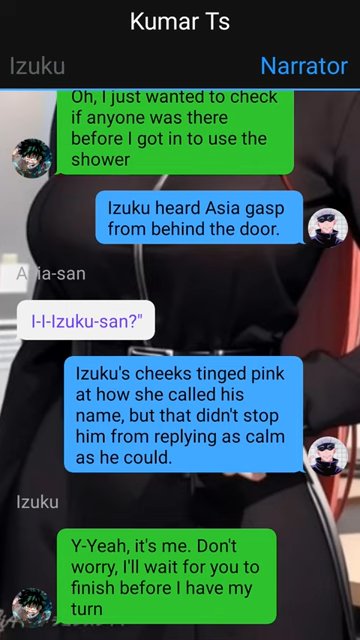 Kumar Ts
Izuku
Narrator
Oh, I just wanted to check
if anyone was there
before I got in to use the
shower
Izuku heard Asia gasp
from behind the door.
Asia-san
I-I-Izuku-san?"
Izuku's cheeks tinged pink
at how she called his
name, but that didn't stop
him from replying as calm
as he could.
Izuku
Y-Yeah, it's me. Don't
worry, I'll wait for you to
finish before I have my
turn